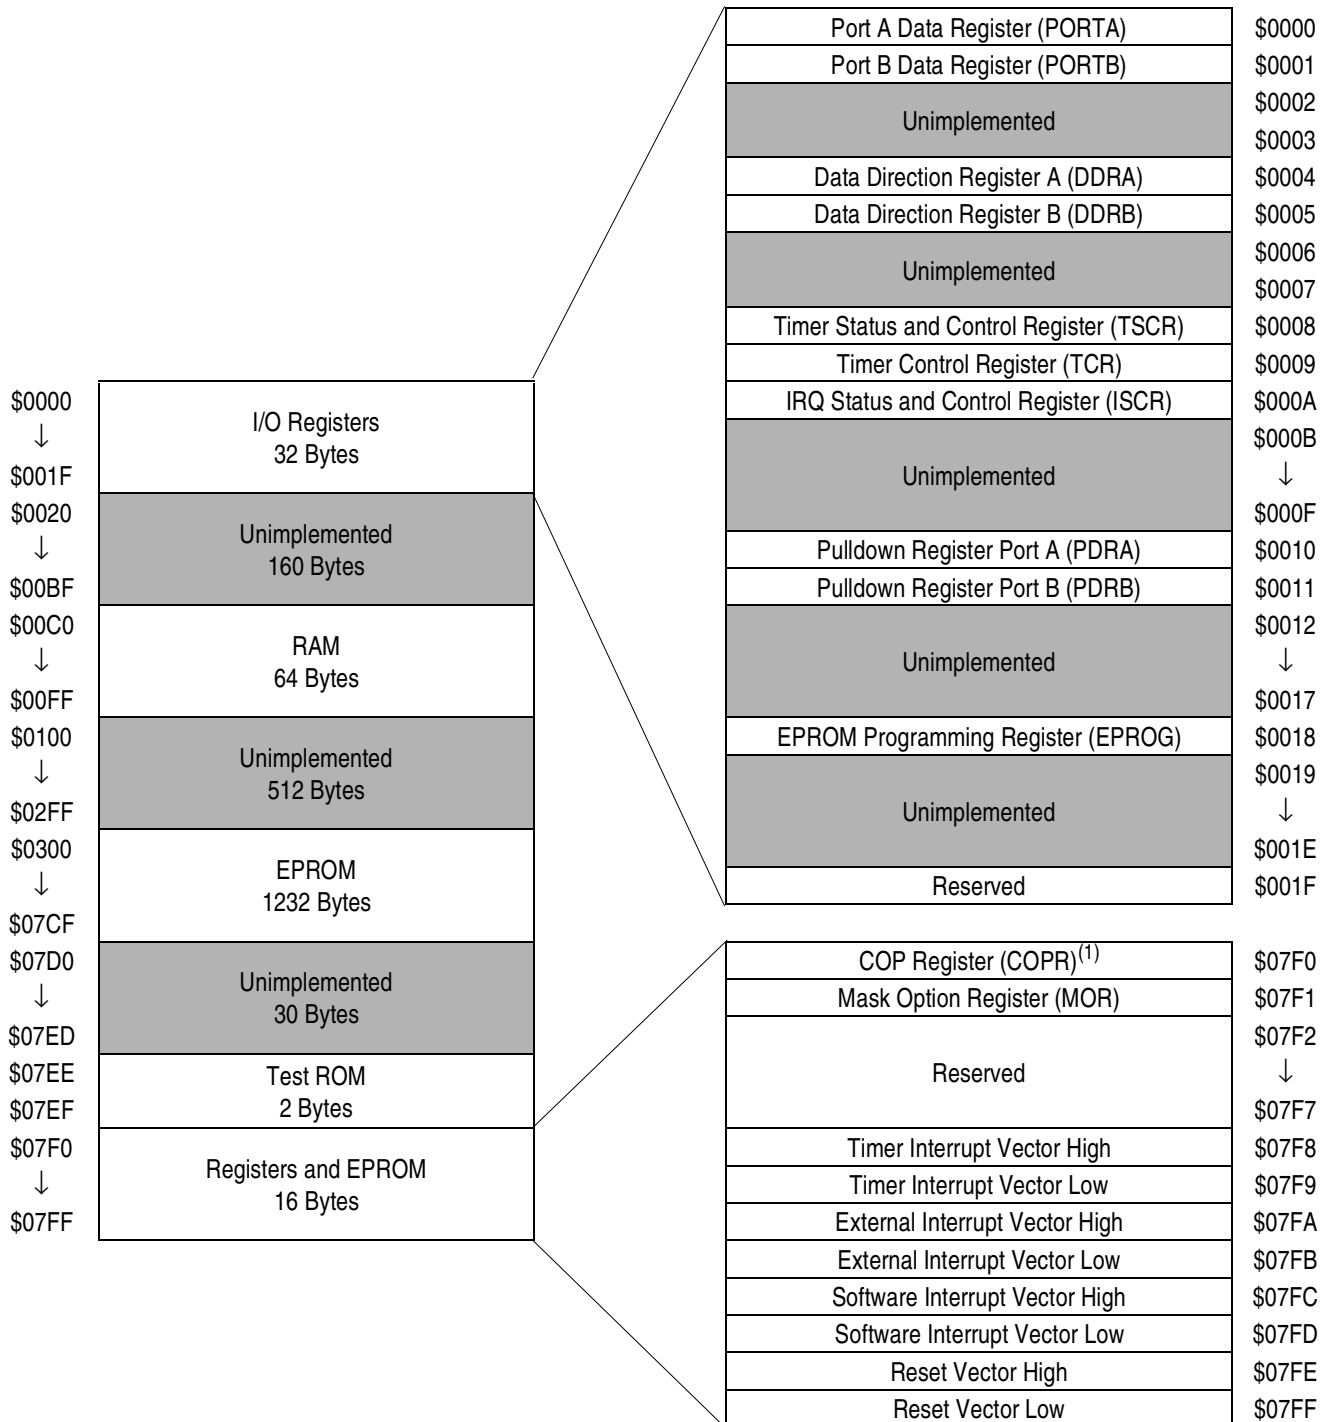 $0000
↓
$001F
I/O Registers
32 Bytes
$0020
↓
$00BF
Unimplemented
160 Bytes
$00C0
↓
$00FF
RAM
64 Bytes
$0100
↓
$02FF
Unimplemented
512 Bytes
$0300
↓
$07CF
EPROM
1232 Bytes
$07D0
↓
$07ED
Unimplemented
30 Bytes
$07EE
$07EF
Test ROM
2 Bytes
$07F0
↓
$07FF
Registers and EPROM
16 Bytes
Port A Data Register (PORTA) $0000
Port B Data Register (PORTB) $0001
Unimplemented
$0002
$0003
Data Direction Register A (DDRA) $0004
Data Direction Register B (DDRB) $0005
Unimplemented
$0006
$0007
Timer Status and Control Register (TSCR) $0008
Timer Control Register (TCR) $0009
IRQ Status and Control Register (ISCR) $000A
Unimplemented
$000B
↓
$000F
Pulldown Register Port A (PDRA) $0010
Pulldown Register Port B (PDRB) $0011
Unimplemented
$0012
↓
$0017
EPROM Programming Register (EPROG) $0018
Unimplemented
$0019
↓
$001E
Reserved $001F
COP Register (COPR)(1) $07F0
Mask Option Register (MOR) $07F1
Reserved
$07F2
↓
$07F7
Timer Interrupt Vector High $07F8
Timer Interrupt Vector Low $07F9
External Interrupt Vector High $07FA
External Interrupt Vector Low $07FB
Software Interrupt Vector High $07FC
Software Interrupt Vector Low $07FD
Reset Vector High $07FE
Reset Vector Low $07FF